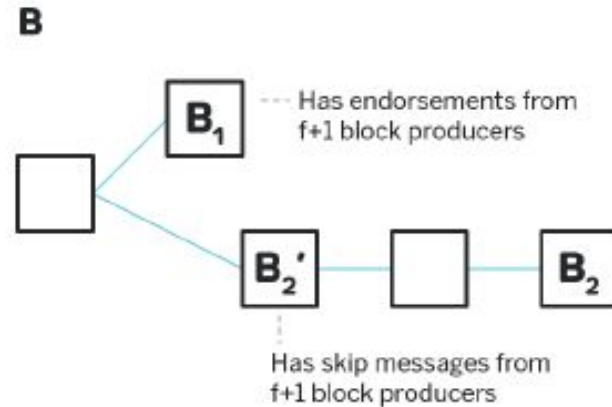 B
B₁
Has endorsements from
f+1 block producers
B₂'
B₂
Has skip messages from
f+1 block producers